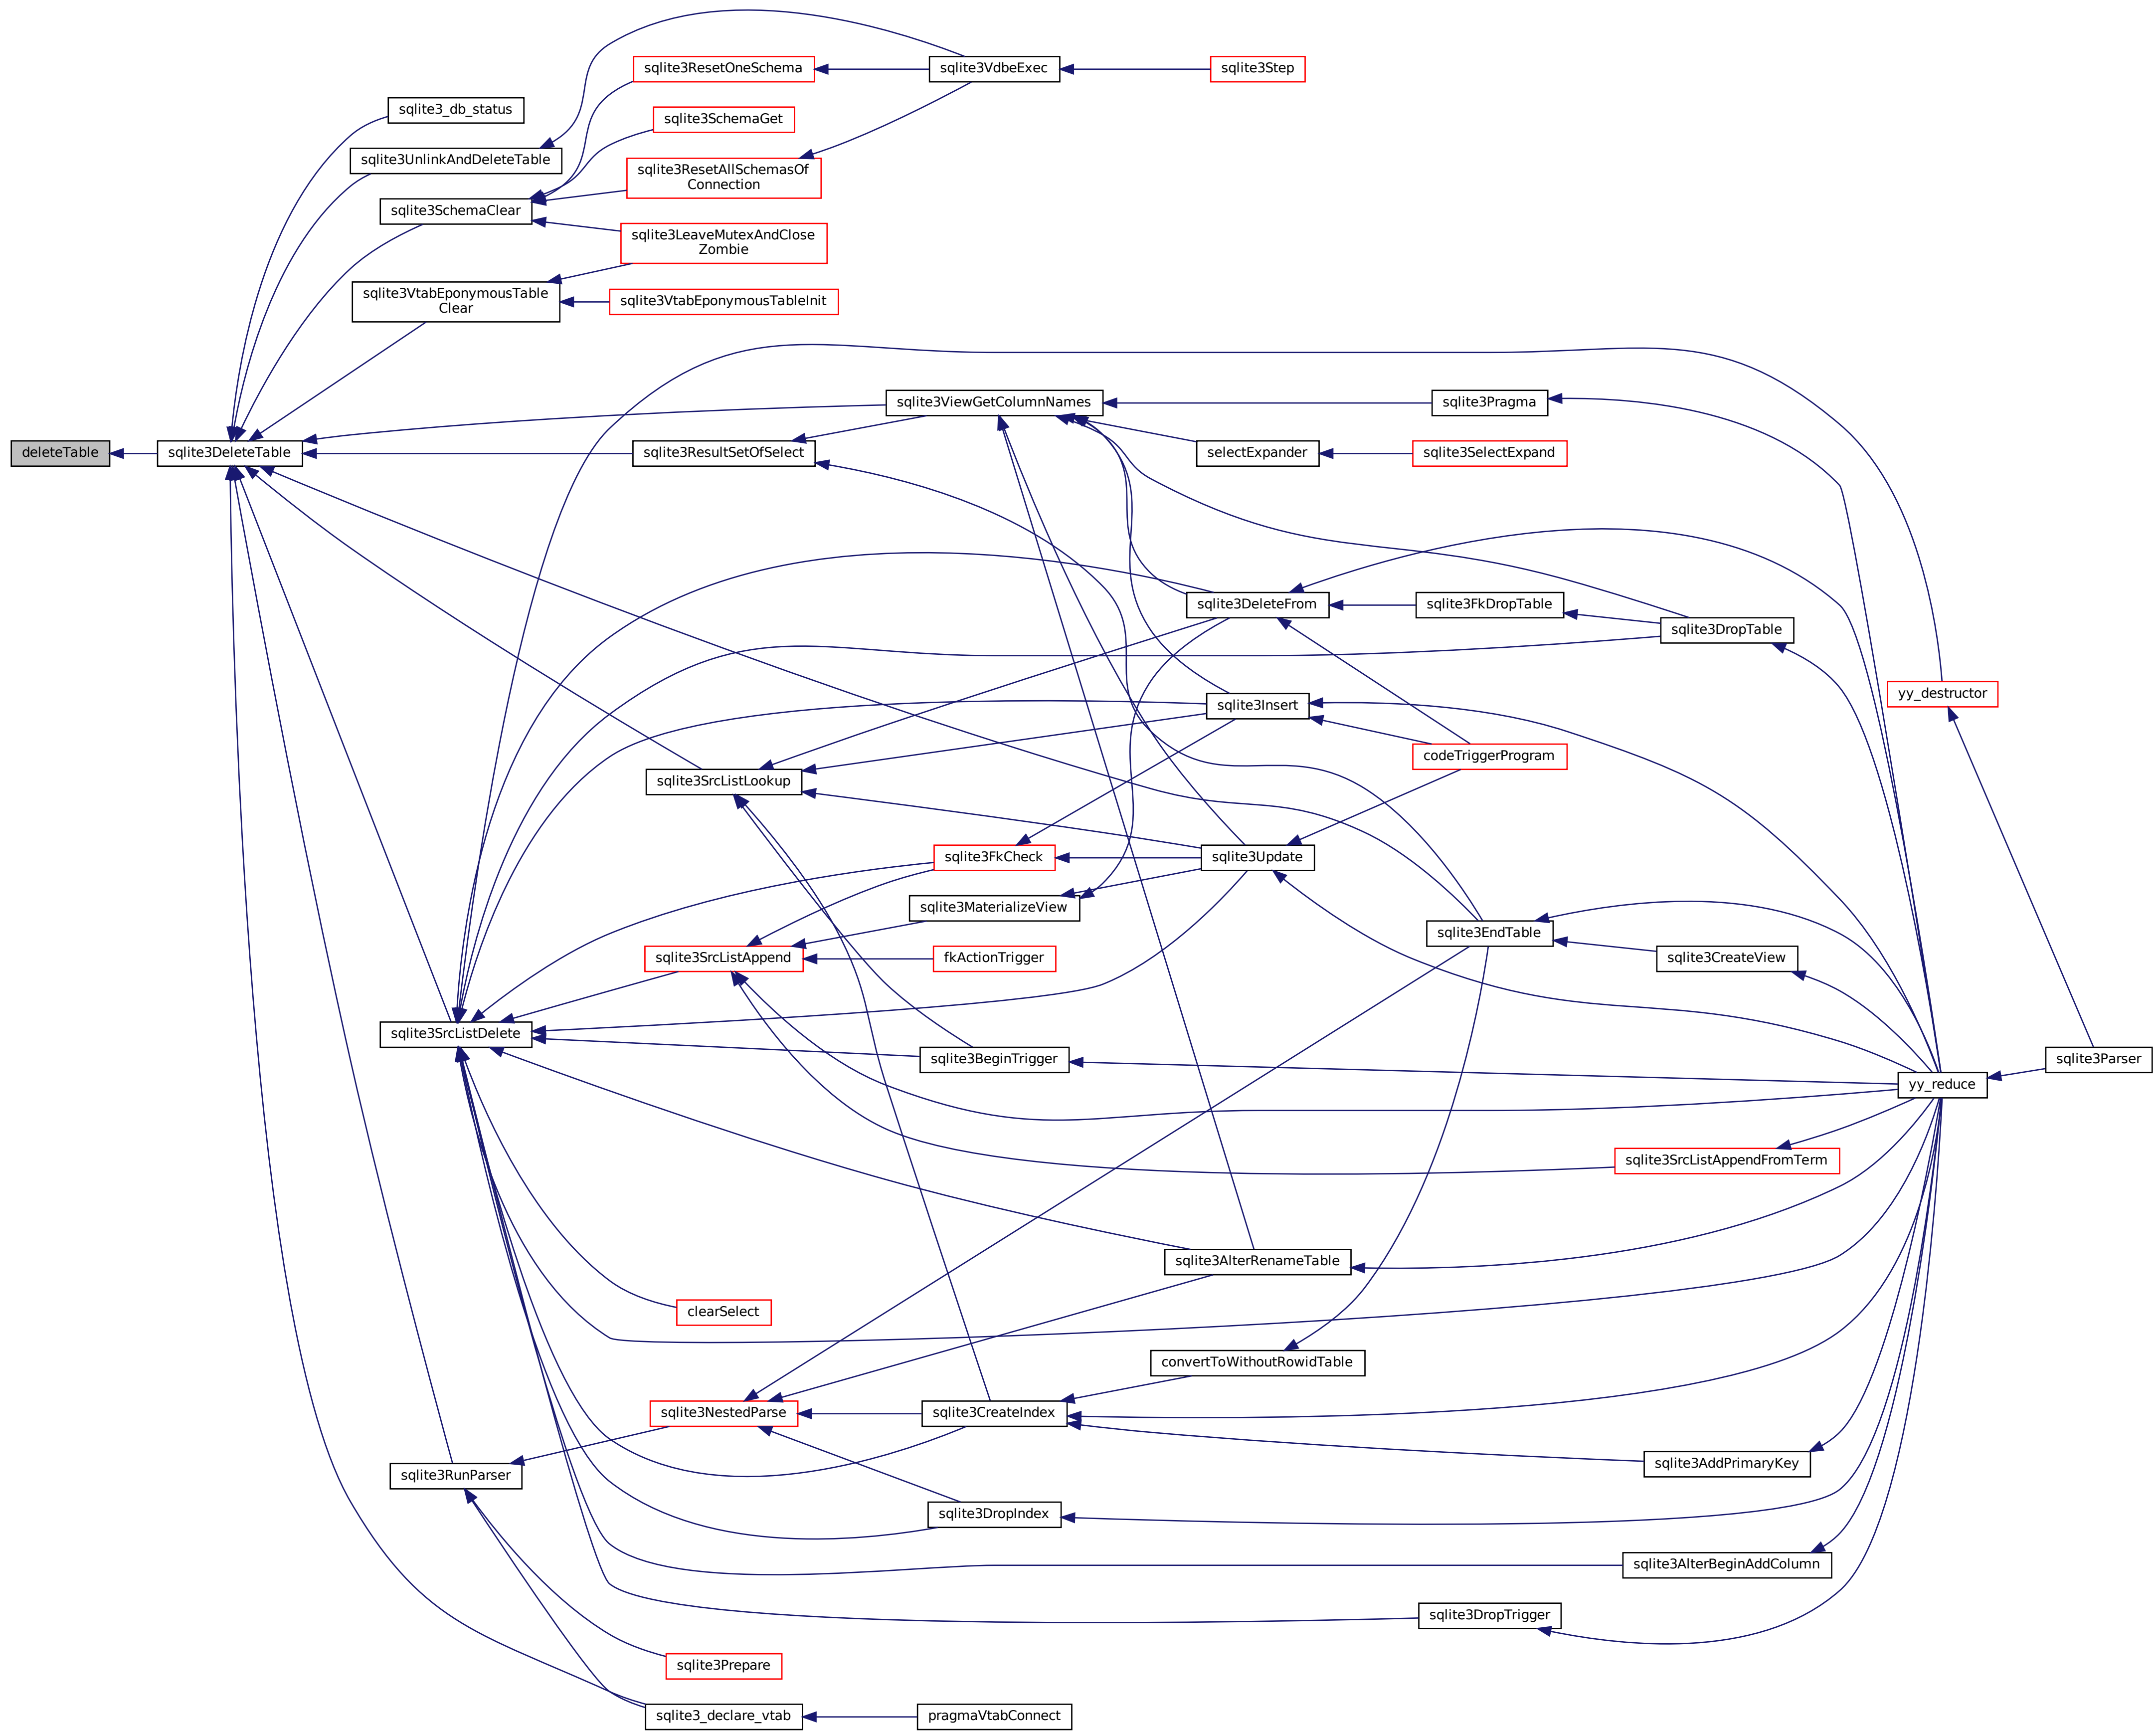 sqlite3ResetOneSchema
sqlite3VdbeExec
sqlite3Step
sqlite3_db_status
sqlite3SchemaGet
sqlite3UnlinkAndDeleteTable
sqlite3ResetAllSchemasOf
Connection
sqlite3SchemaClear
sqlite3LeaveMutexAndClose
Zombie
sqlite3VtabEponymousTable
Clear
sqlite3VtabEponymousTableInit
sqlite3ViewGetColumnNames
sqlite3Pragma
deleteTable
sqlite3DeleteTable
sqlite3ResultSetOfSelect
selectExpander
sqlite3SelectExpand
sqlite3DeleteFrom
sqlite3FkDropTable
sqlite3DropTable
yy_destructor
sqlite3Insert
codeTriggerProgram
sqlite3SrcListLookup
sqlite3FkCheck
sqlite3Update
sqlite3MaterializeView
sqlite3EndTable
sqlite3SrcListAppend
fkActionTrigger
sqlite3CreateView
sqlite3SrcListDelete
sqlite3BeginTrigger
sqlite3Parser
yy_reduce
sqlite3SrcListAppendFromTerm
sqlite3AlterRenameTable
clearSelect
convertToWithoutRowidTable
sqlite3NestedParse
sqlite3CreateIndex
sqlite3AddPrimaryKey
sqlite3RunParser
sqlite3DropIndex
sqlite3AlterBeginAddColumn
sqlite3DropTrigger
sqlite3Prepare
sqlite3_declare_vtab
pragmaVtabConnect